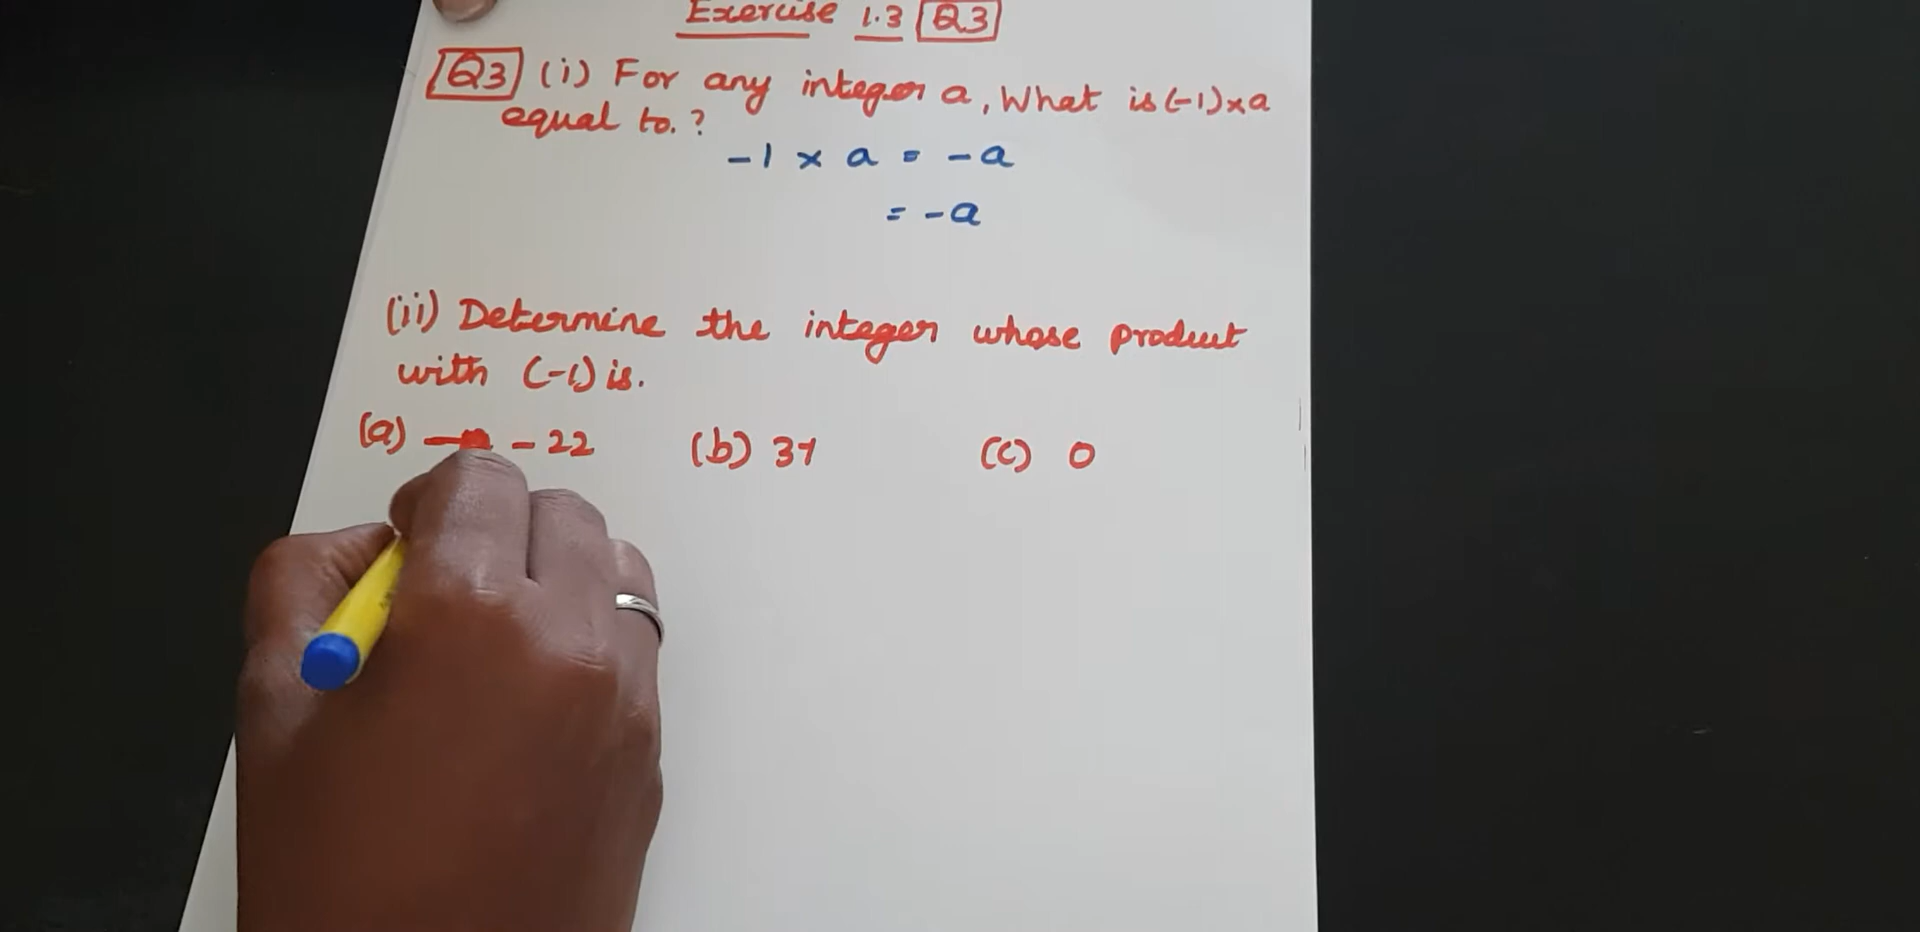 Exercise 1.3 Q3
Q3 (i) For any integer a, What is (-1)×a
equal to. ?
-1 × a = -a
= -a
(ii) Determine the integer whose product
with (-1) is.
(a) -22 (b) 37 (c) 0